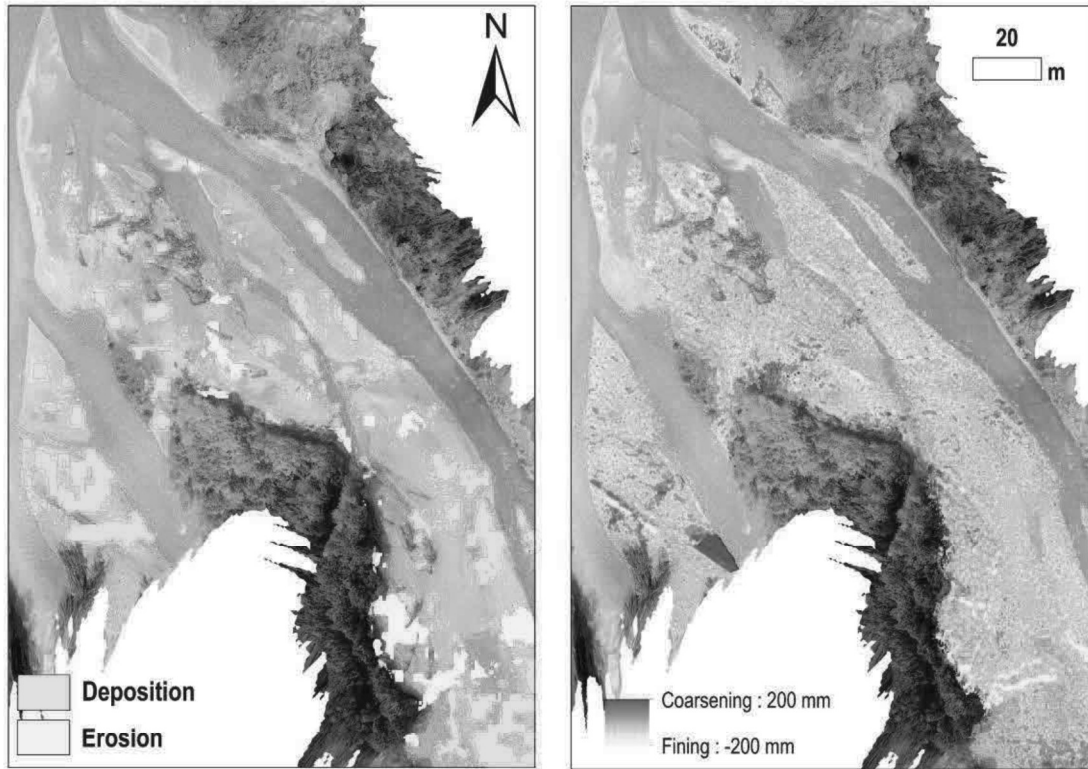 N
20
m
Deposition
Erosion
Coarsening : 200 mm
Fining : -200 mm